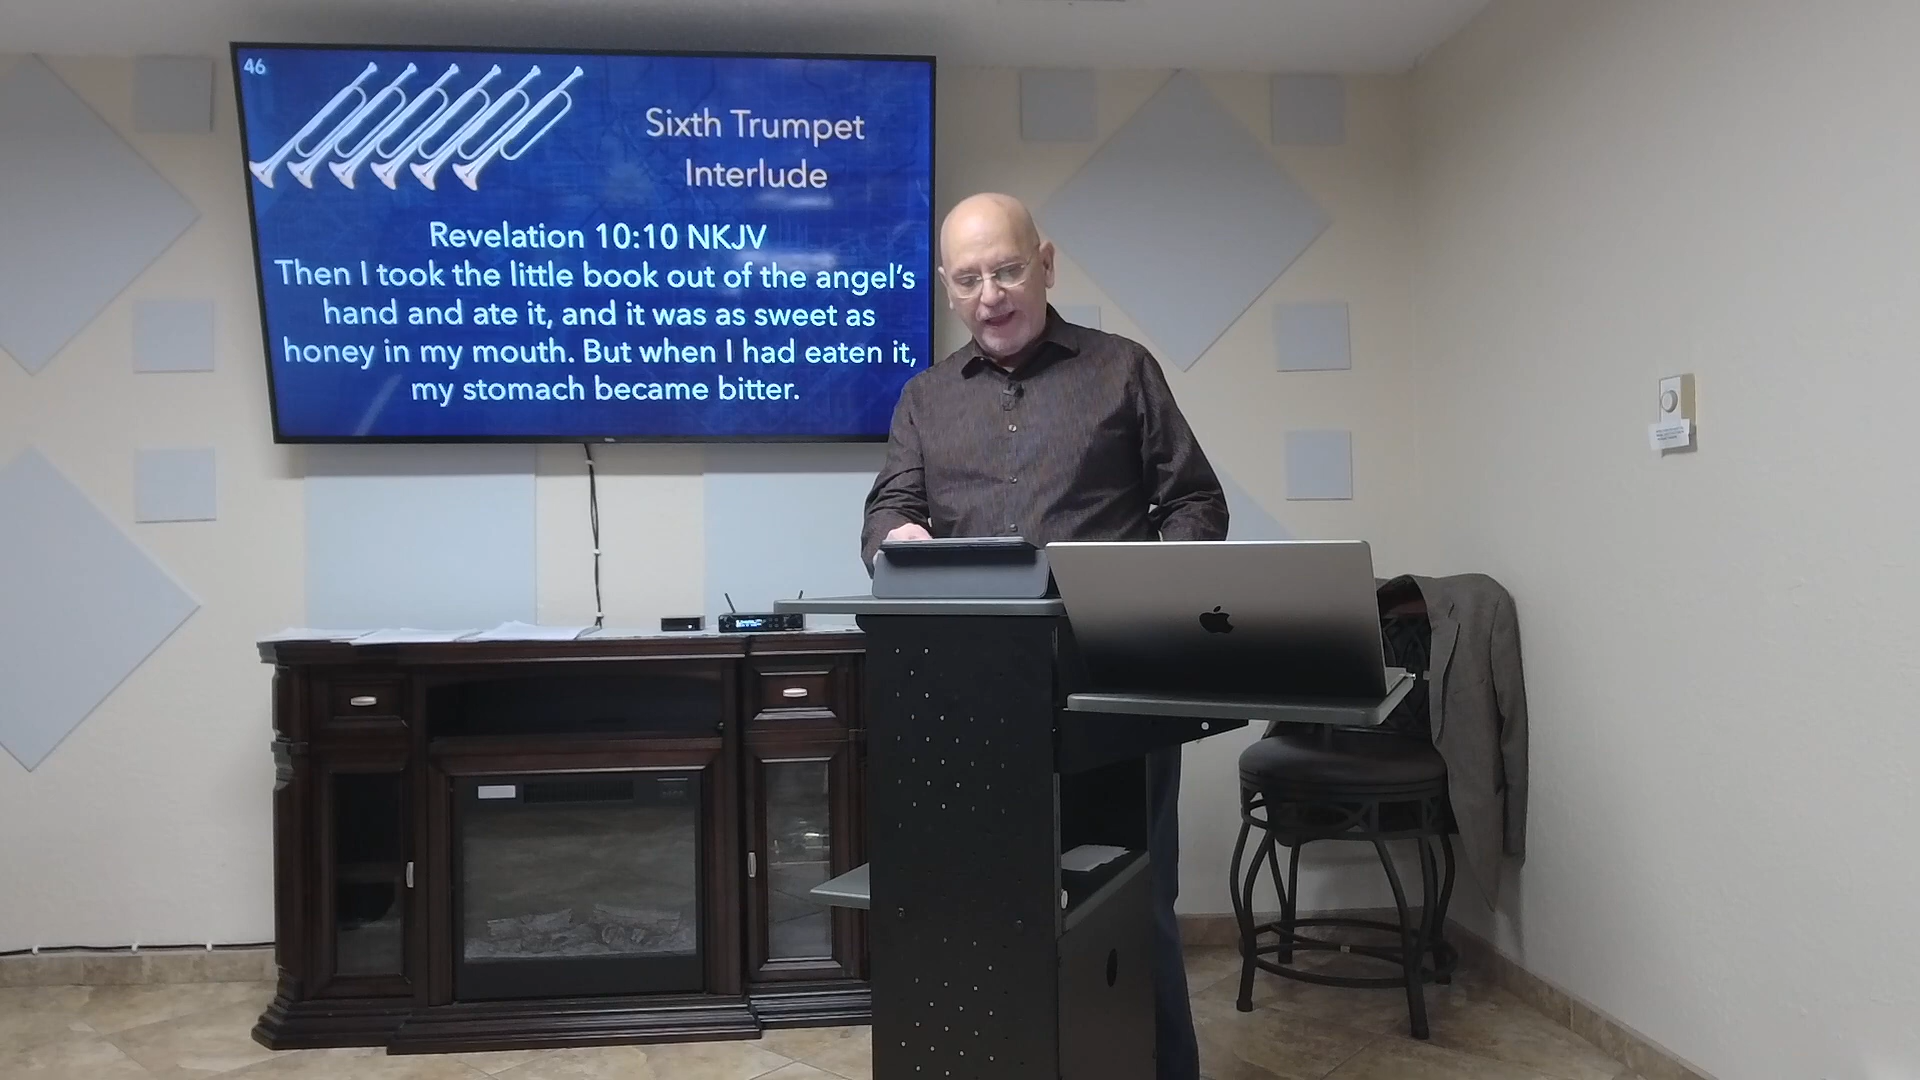 46
Sixth Trumpet
Interlude
Revelation 10:10 NKJV
Then I took the little book out of the angel's
hand and ate it, and it was as sweet as
honey in my mouth. But when I had eaten it,
my stomach became bitter.